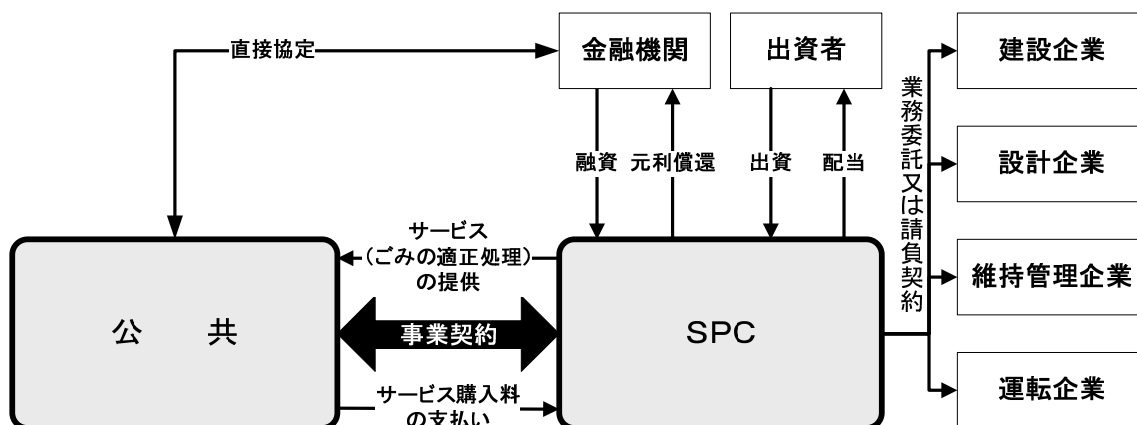 直接協定
金融機関
出資者
建設企業
融資
元利償還
出資
配当
業務委託又は請負契約
設計企業
サービス
(ごみの適正処理)
の提供
維持管理企業
公　共
事業契約
SPC
サービス購入料
の支払い
運転企業